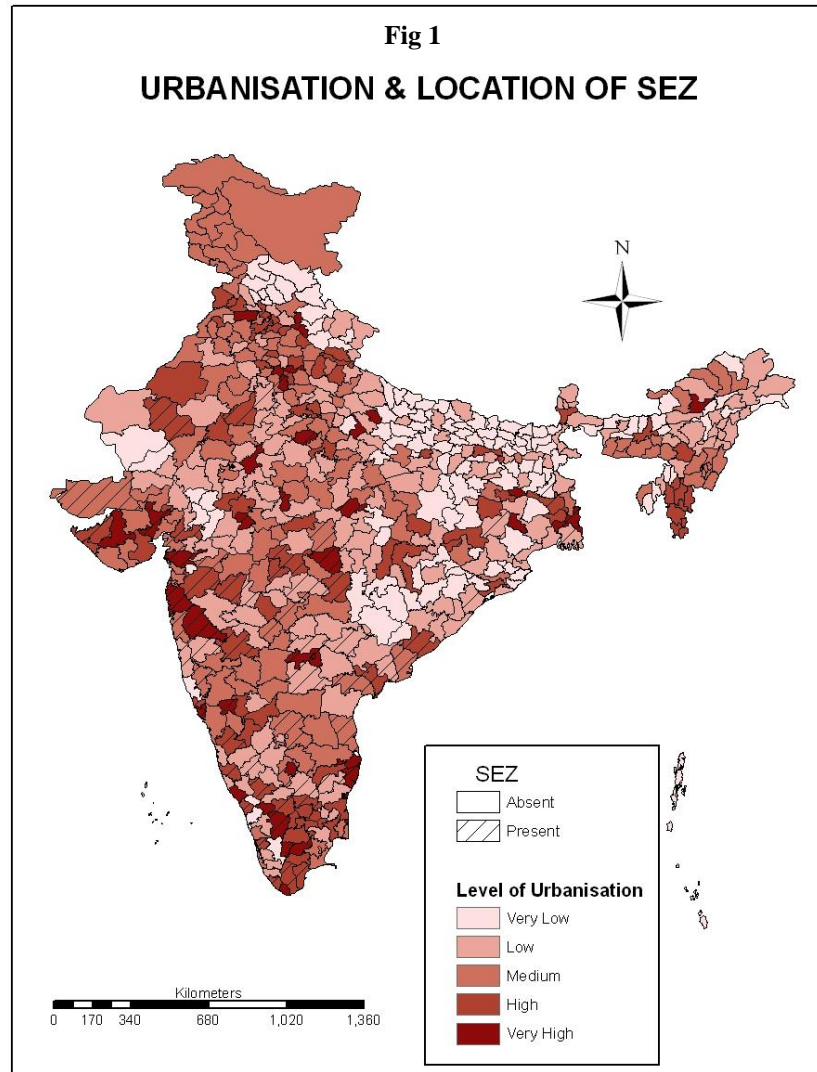 Fig 1
URBANISATION & LOCATION OF SEZ
N
SEZ
Absent
Present
Level of Urbanisation
Very Low
Low
Medium
High
Very High
Kilometers
0 170 340 680 1,020 1,360